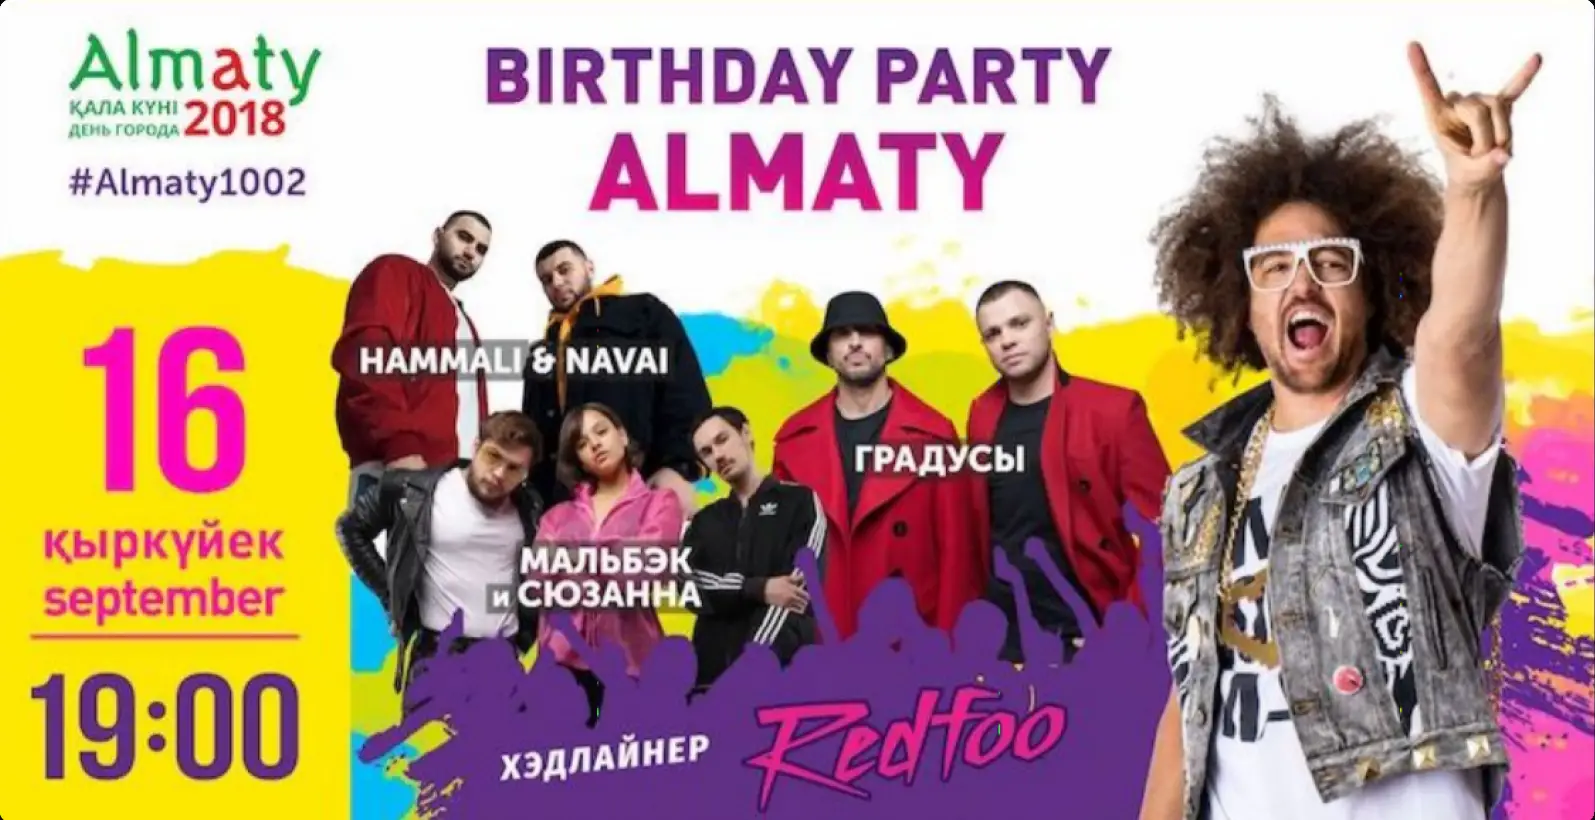 Almaty
ҚАЛА КҮНІ
ДЕНЬ ГОРОДА 2018
#Almaty1002
BIRTHDAY PARTY
ALMATY
16
қыркүйек
september
19:00
HAMMALI & NAVAI
ГРАДУСЫ
МАЛЬБЭК
и СЮЗАННА
ХЭДЛАЙНЕР Redfoo